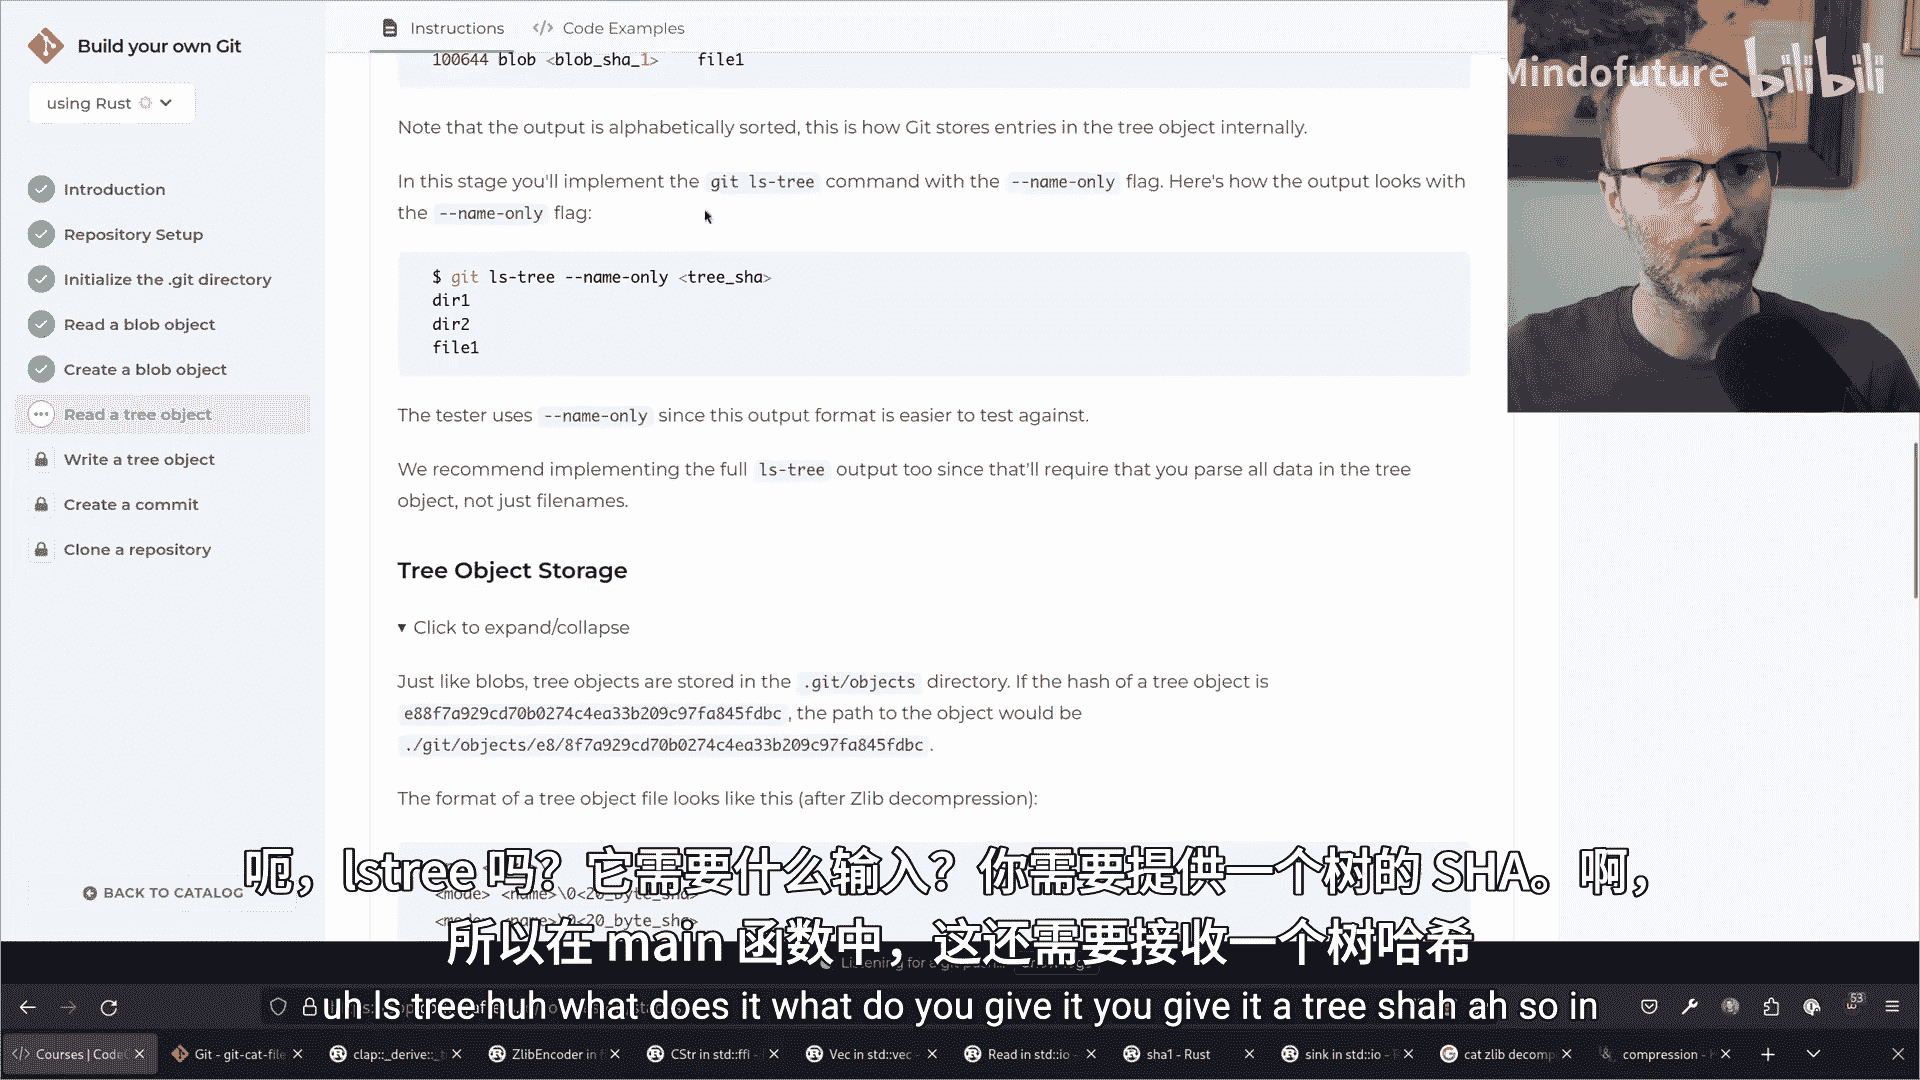 Build your own Git
using Rust
Introduction
Repository Setup
Initialize the .git directory
Read a blob object
Create a blob object
Read a tree object
Write a tree object
Create a commit
Clone a repository
BACK TO CATALOG
Instructions
</> Code Examples
100644 blob <blob_sha_1> file1
Note that the output is alphabetically sorted, this is how Git stores entries in the tree object internally.
In this stage you'll implement the git ls-tree command with the --name-only flag. Here's how the output looks with
the --name-only flag:
$ git ls-tree --name-only <tree_sha>
dir1
dir2
file1
The tester uses --name-only since this output format is easier to test against.
We recommend implementing the full ls-tree output too since that'll require that you parse all data in the tree
object, not just filenames.
Tree Object Storage
▾ Click to expand/collapse
Just like blobs, tree objects are stored in the .git/objects directory. If the hash of a tree object is
e88f7a929cd70b0274c4ea33b209c97fa845fdbc , the path to the object would be
./git/objects/e8/8f7a929cd70b0274c4ea33b209c97fa845fdbc .
The format of a tree object file looks like this (after Zlib decompression):
<mode> <name>\0<20_byte_sha>
<mode> <name>\0<20_byte_sha>
Mindofuture bilibili
呃，lstree 吗？它需要什么输入？你需要提供一个树的 SHA。啊，
所以在 main 函数中，这还需要接收一个树哈希
Listening for a git push...
uh ls tree huh what does it what do you give it you give it a tree shah ah so in
53
</> Courses | Code
Git - git-cat-file
clap::_derive::_t
ZlibEncoder in
CStr in std::ffi -
Vec in std::vec -
Read in std::io -
sha1 - Rust
sink in std::io -
cat zlib decomp
compression -